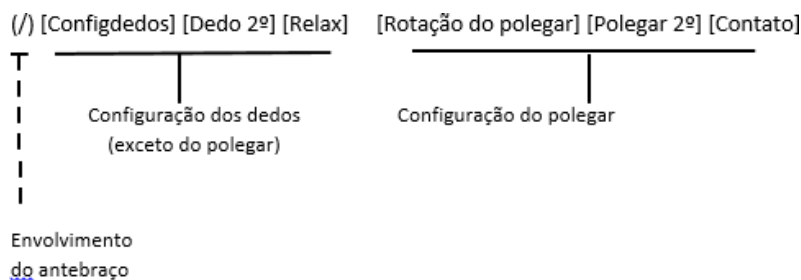 (/) [Configdedos] [Dedo 2º] [Relax] [Rotação do polegar] [Polegar 2º] [Contato]
Configuração dos dedos
(exceto do polegar)
Configuração do polegar
Envolvimento
do antebraço